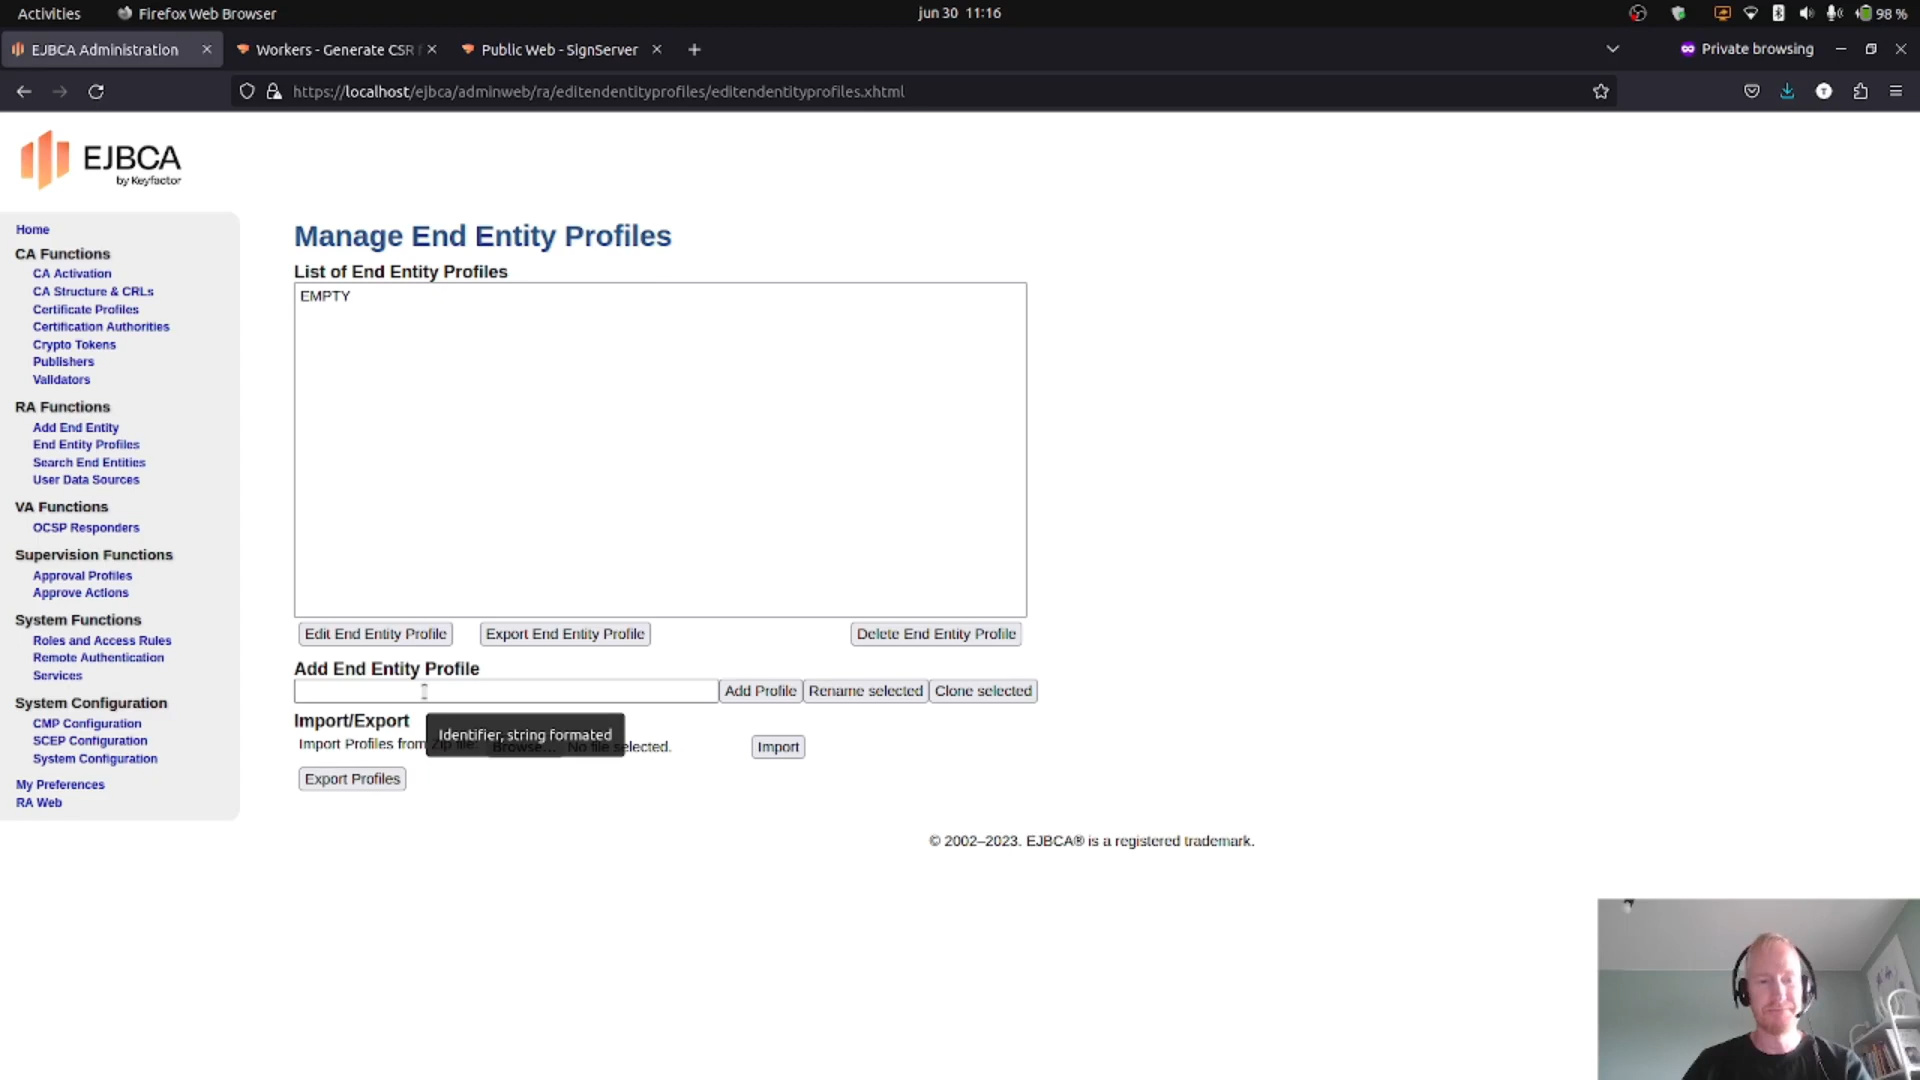 Activities
Firefox Web Browser
jun 30 11:16
98 %
EJBCA Administration
Workers - Generate CSR
Public Web - SignServer
Private browsing
https://localhost/ejbca/adminweb/ra/editendentityprofiles/editendentityprofiles.xhtml
EJBCA
by Keyfactor
Home
CA Functions
CA Activation
CA Structure & CRLs
Certificate Profiles
Certification Authorities
Crypto Tokens
Publishers
Validators
RA Functions
Add End Entity
End Entity Profiles
Search End Entities
User Data Sources
VA Functions
OCSP Responders
Supervision Functions
Approval Profiles
Approve Actions
System Functions
Roles and Access Rules
Remote Authentication
Services
System Configuration
CMP Configuration
SCEP Configuration
System Configuration
My Preferences
RA Web
Manage End Entity Profiles
List of End Entity Profiles
EMPTY
Edit End Entity Profile
Export End Entity Profile
Delete End Entity Profile
Add End Entity Profile
Add Profile
Rename selected
Clone selected
Import/Export
Identifier, string formated
Import Profiles from Zip file:
Browse...
No file selected.
Import
Export Profiles
© 2002–2023. EJBCA® is a registered trademark.